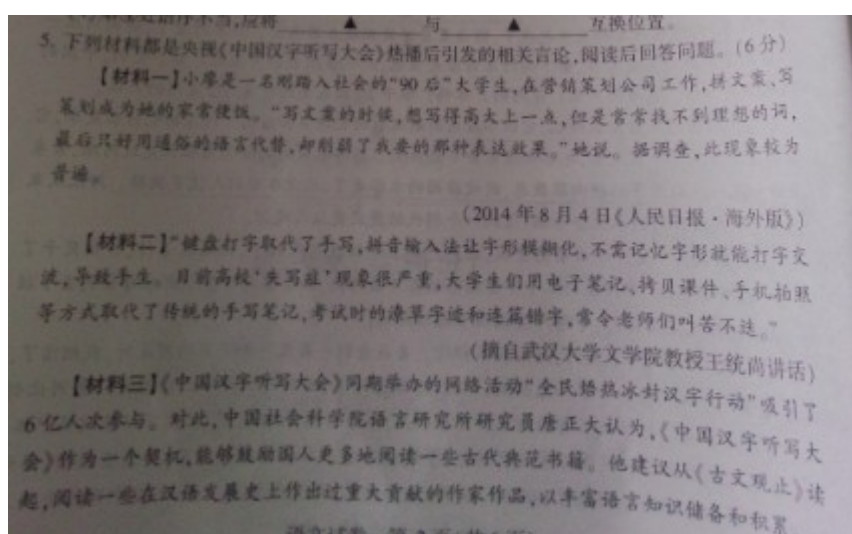 与 ▲ 互换位置。
5. 下列材料都是央视《中国汉字听写大会》热播后引发的相关言论,阅读后回答问题。(6分)
【材料一】小摩是一名刚踏入社会的“90后”大学生,在营销策划公司工作,拼文案、写
策划成为她的家常便饭。“写文案的时候,想写得高大上一点,但是常常找不到理想的词,
最后只好用通俗的语言代替,却削弱了我要的那种表达效果。”她说。据调查,此现象较为
普遍。
(2014年8月4日《人民日报·海外版》)
【材料二】“键盘打字取代了手写,拼音输入法让字形模糊化,不需记忆字形就能打字交
流,导致手生。目前高校‘失写症’现象很严重,大学生们用电子笔记、拷贝课件、手机拍照
等方式取代了传统的手写笔记,考试时的潦草字迹和连篇错字,常令老师们叫苦不迭。”
(摘自武汉大学文学院教授王统尚讲话)
【材料三】《中国汉字听写大会》同期举办的网络活动“全民焐热冰封汉字行动”吸引了
6亿人次参与。对此,中国社会科学院语言研究所研究员唐正大认为,《中国汉字听写大
会》作为一个契机,能够鼓励国人更多地阅读一些古代典范书籍。他建议从《古文观止》读
起,阅读一些在汉语发展史上作出过重大贡献的作家作品,以丰富语言知识储备和积累